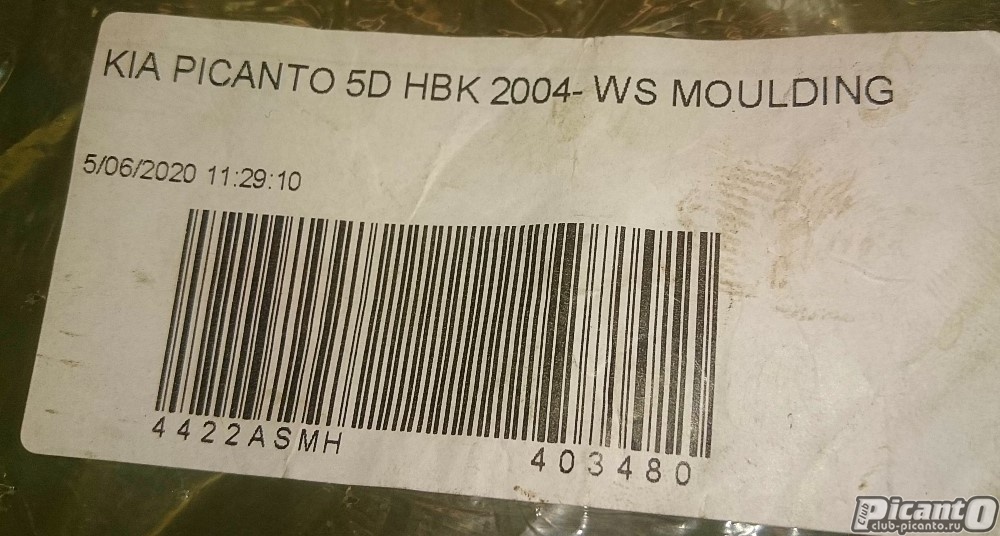 KIA PICANTO 5D HBK 2004- WS MOULDING
5/06/2020 11:29:10
4422ASMH 403480
Club PicantO
club-picanto.ru